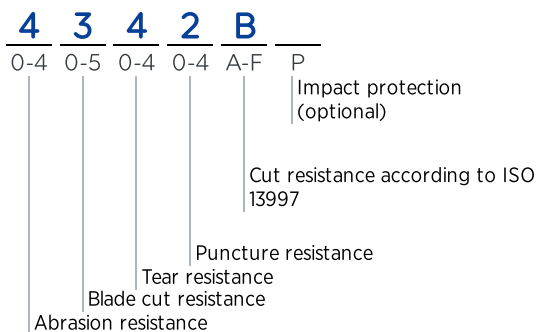 4 3 4 2 B
0-4 0-5 0-4 0-4 A-F P
Impact protection
(optional)
Cut resistance according to ISO
13997
Puncture resistance
Tear resistance
Blade cut resistance
Abrasion resistance